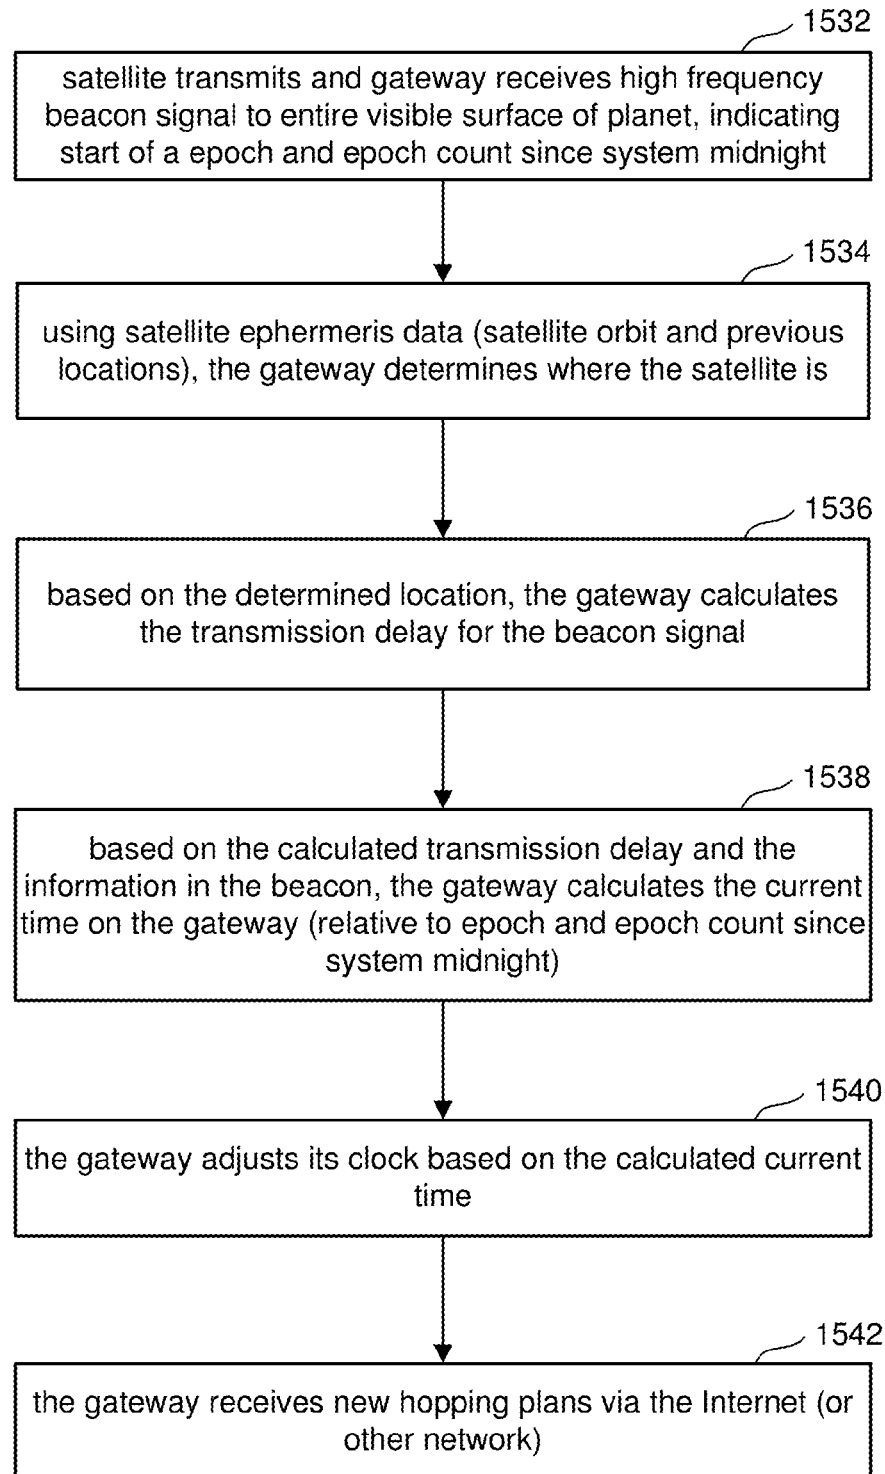 1532
satellite transmits and gateway receives high frequency
beacon signal to entire visible surface of planet, indicating
start of a epoch and epoch count since system midnight
1534
using satellite ephermeris data (satellite orbit and previous
locations), the gateway determines where the satellite is
1536
based on the determined location, the gateway calculates
the transmission delay for the beacon signal
1538
based on the calculated transmission delay and the
information in the beacon, the gateway calculates the current
time on the gateway (relative to epoch and epoch count since
system midnight)
1540
the gateway adjusts its clock based on the calculated current
time
1542
the gateway receives new hopping plans via the Internet (or
other network)